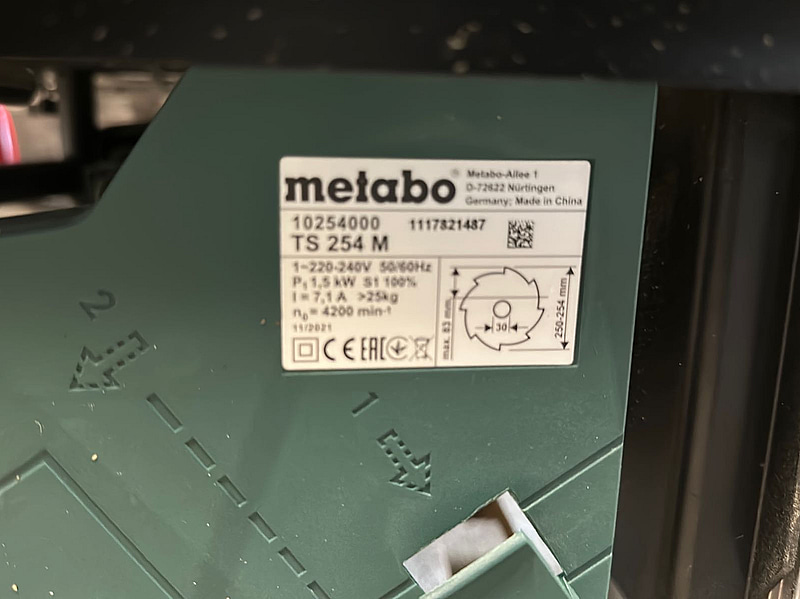 metabo®
Metabo-Allee 1
D-72622 Nürtingen
Germany; Made in China
10254000 1117821487
TS 254 M
1~220-240V 50/60Hz
P₁ 1,5 kW S1 100%
I = 7,1 A >25kg
n₀ = 4200 min⁻¹
11/2021
CE EAC
max. 83 mm
30
250-254 mm
2
1